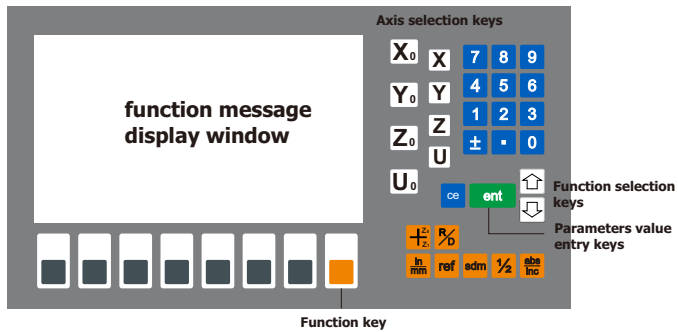 Axis selection keys
X₀ X 7 8 9
function message
display window
Y₀ Y 4 5 6
Z₀ Z 1 2 3
U ± . 0
U₀
ce ent
Function selection
keys
Parameters value
entry keys
Z₀ Z₁ R/D
in/mm ref sdm ½ abs/inc
Function key